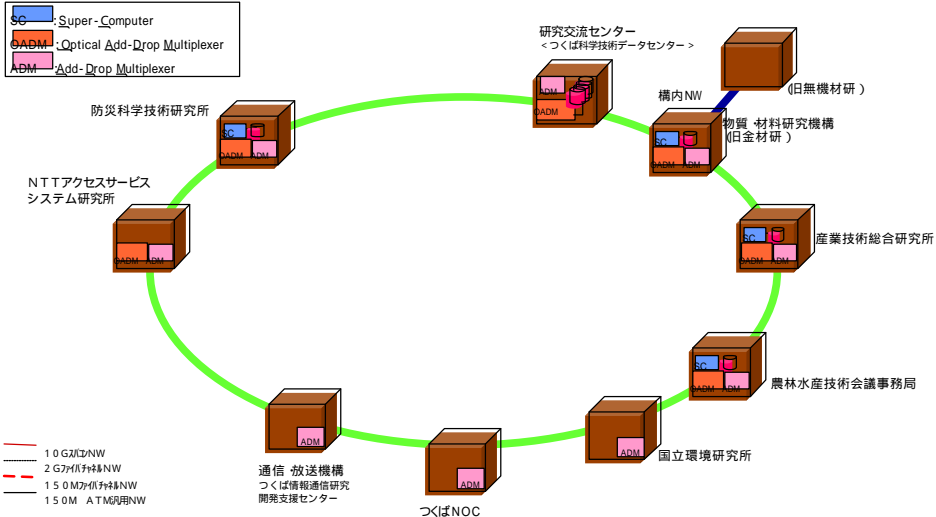 SC :Super-Computer
OADM :Optical Add-Drop Multiplexer
ADM :Add-Drop Multiplexer
研究交流センター
<つくば科学技術データセンター>
ADM
OADM
構内NW
(旧無機材研)
物質・材料研究機構
(旧金材研)
SC
OADM ADM
防災科学技術研究所
SC
OADM ADM
NTTアクセスサービス
システム研究所
OADM ADM
SC
OADM ADM
産業技術総合研究所
SC
OADM ADM
農林水産技術会議事務局
ADM
国立環境研究所
ADM
つくばNOC
ADM
通信・放送機構
つくば情報通信研究
開発支援センター
10GスパコンNW
2GファイバチャネルNW
150MファイバチャネルNW
150M ATM汎用NW